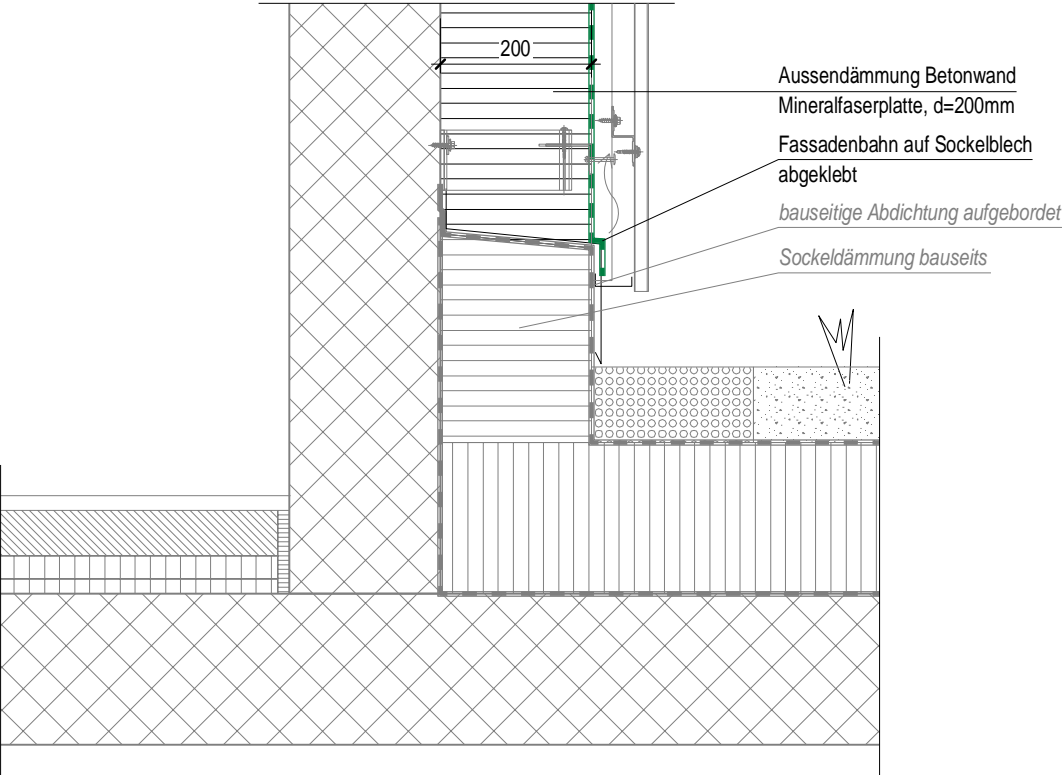 200
Aussendämmung Betonwand
Mineralfaserplatte, d=200mm
Fassadenbahn auf Sockelblech
abgeklebt
bauseitige Abdichtung aufgebordet
Sockeldämmung bauseits